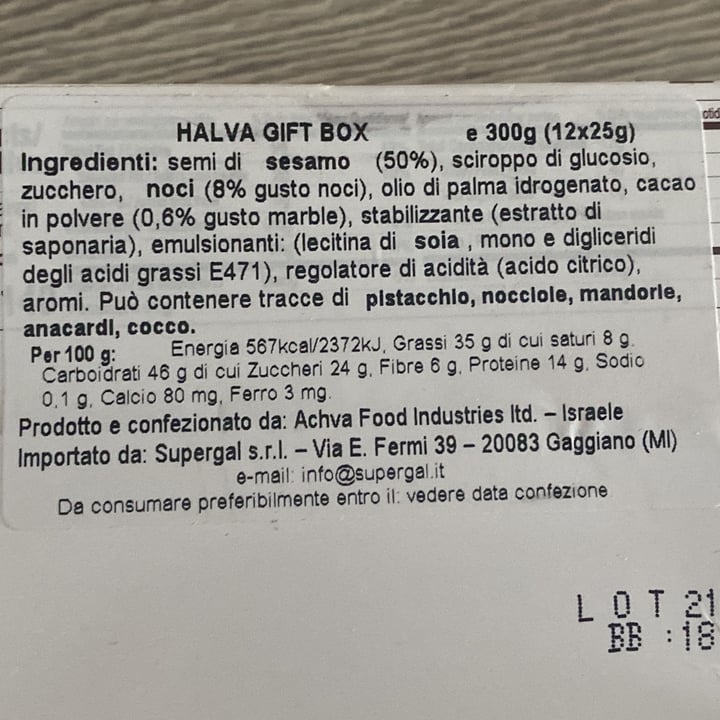 HALVA GIFT BOX e 300g (12x25g)
Ingredienti: semi di sesamo (50%), sciroppo di glucosio,
zucchero, noci (8% gusto noci), olio di palma idrogenato, cacao
in polvere (0,6% gusto marble), stabilizzante (estratto di
saponaria), emulsionanti: (lecitina di soia , mono e digliceridi
degli acidi grassi E471), regolatore di acidità (acido citrico),
aromi. Può contenere tracce di pistacchio, nocciole, mandorle,
anacardi, cocco.
Per 100 g: Energia 567kcal/2372kJ, Grassi 35 g di cui saturi 8 g.
Carboidrati 46 g di cui Zuccheri 24 g, Fibre 6 g, Proteine 14 g, Sodio
0,1 g, Calcio 80 mg, Ferro 3 mg.
Prodotto e confezionato da: Achva Food Industries ltd. – Israele
Importato da: Supergal s.r.l. – Via E. Fermi 39 – 20083 Gaggiano (MI)
e-mail: info@supergal.it
Da consumare preferibilmente entro il: vedere data confezione
LOT 21
BB :18